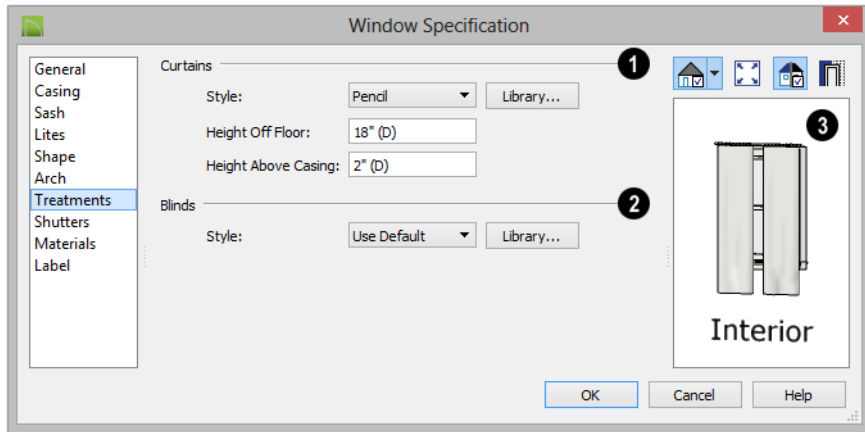 Window Specification
General
Casing
Sash
Lites
Shape
Arch
Treatments
Shutters
Materials
Label
Curtains
1
Style:
Pencil
Library...
Height Off Floor:
18" (D)
Height Above Casing:
2" (D)
Blinds
2
Style:
Use Default
Library...
3
Interior
OK
Cancel
Help